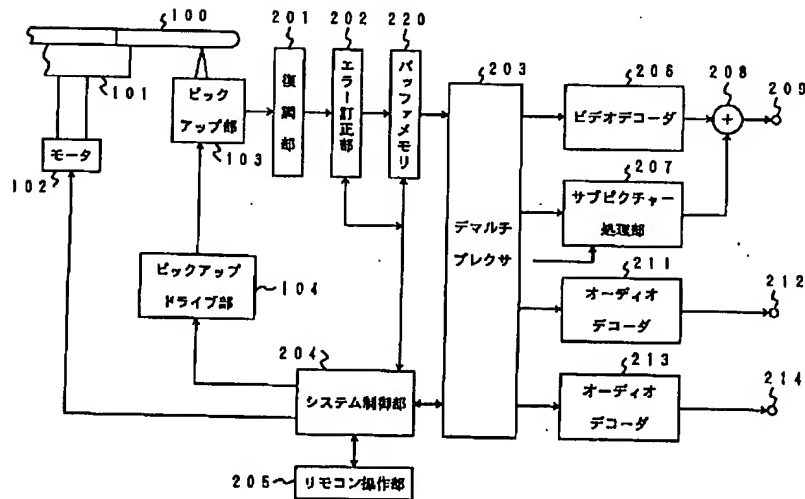 100
201
202
220
203
206
208
209
101
ピック
アップ部
103
復調部
エラー訂正部
バッファメモリ
ビデオデコーダ
+
モータ
102
207
サブピクチャー
処理部
デマルチ
プレクサ
ピックアップ
ドライブ部
104
211
オーディオ
デコーダ
212
204
システム制御部
213
オーディオ
デコーダ
214
205
リモコン操作部